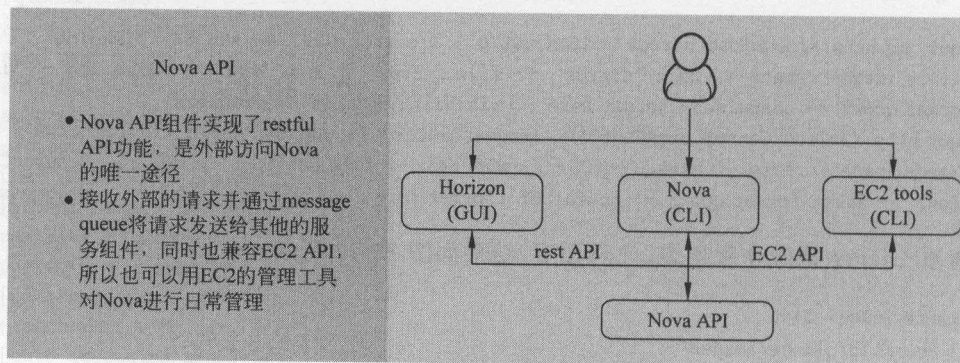 Nova API
● Nova API组件实现了restful
API功能，是外部访问Nova
的唯一途径
● 接收外部的请求并通过message
queue将请求发送给其他的服
务组件，同时也兼容EC2 API，
所以也可以用EC2的管理工具
对Nova进行日常管理
Horizon
(GUI)
Nova
(CLI)
EC2 tools
(CLI)
rest API
EC2 API
Nova API